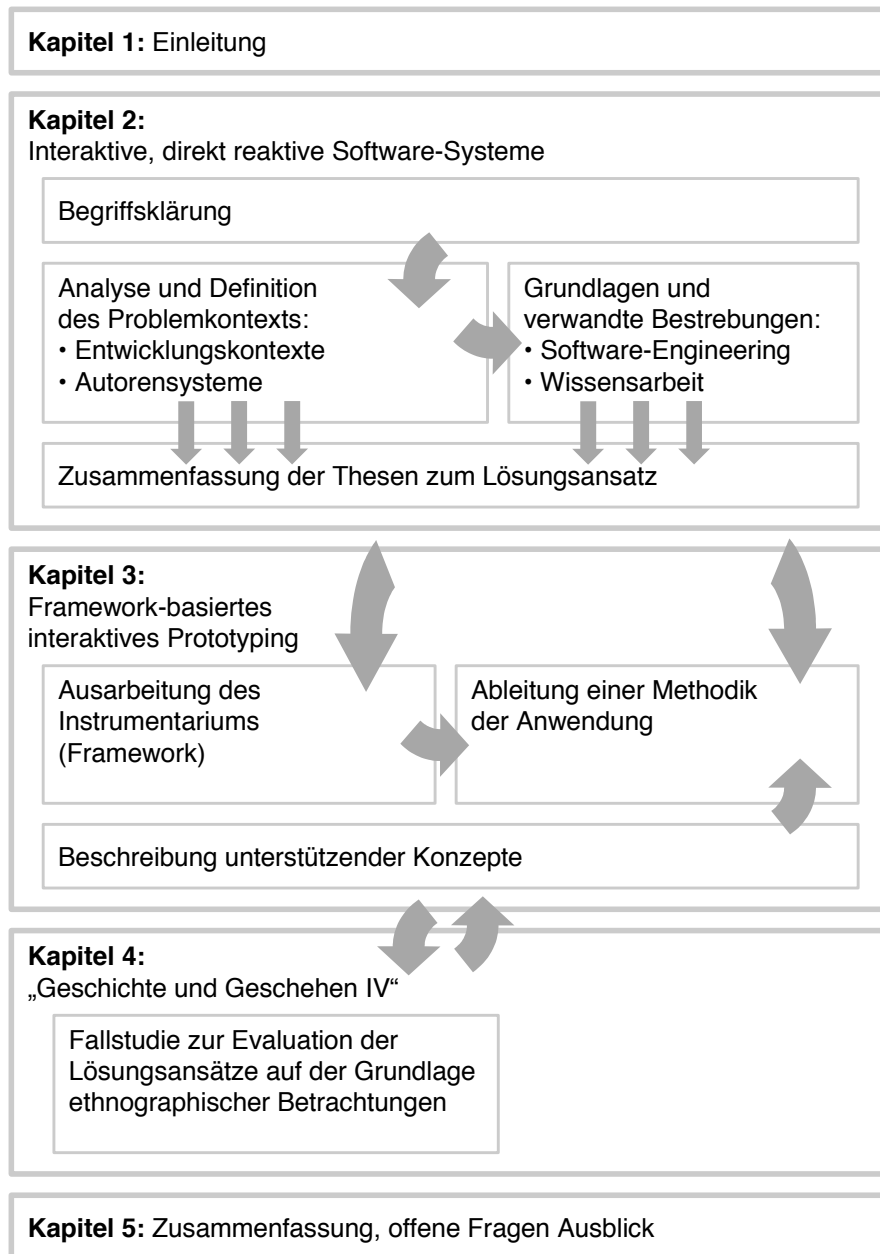 Kapitel 1: Einleitung
Kapitel 2:
Interaktive, direkt reaktive Software-Systeme
Begriffsklärung
Analyse und Definition
des Problemkontexts:
• Entwicklungskontexte
• Autorensysteme
Grundlagen und
verwandte Bestrebungen:
• Software-Engineering
• Wissensarbeit
Zusammenfassung der Thesen zum Lösungsansatz
Kapitel 3:
Framework-basiertes
interaktives Prototyping
Ausarbeitung des
Instrumentariums
(Framework)
Ableitung einer Methodik
der Anwendung
Beschreibung unterstützender Konzepte
Kapitel 4:
„Geschichte und Geschehen IV“
Fallstudie zur Evaluation der
Lösungsansätze auf der Grundlage
ethnographischer Betrachtungen
Kapitel 5: Zusammenfassung, offene Fragen Ausblick